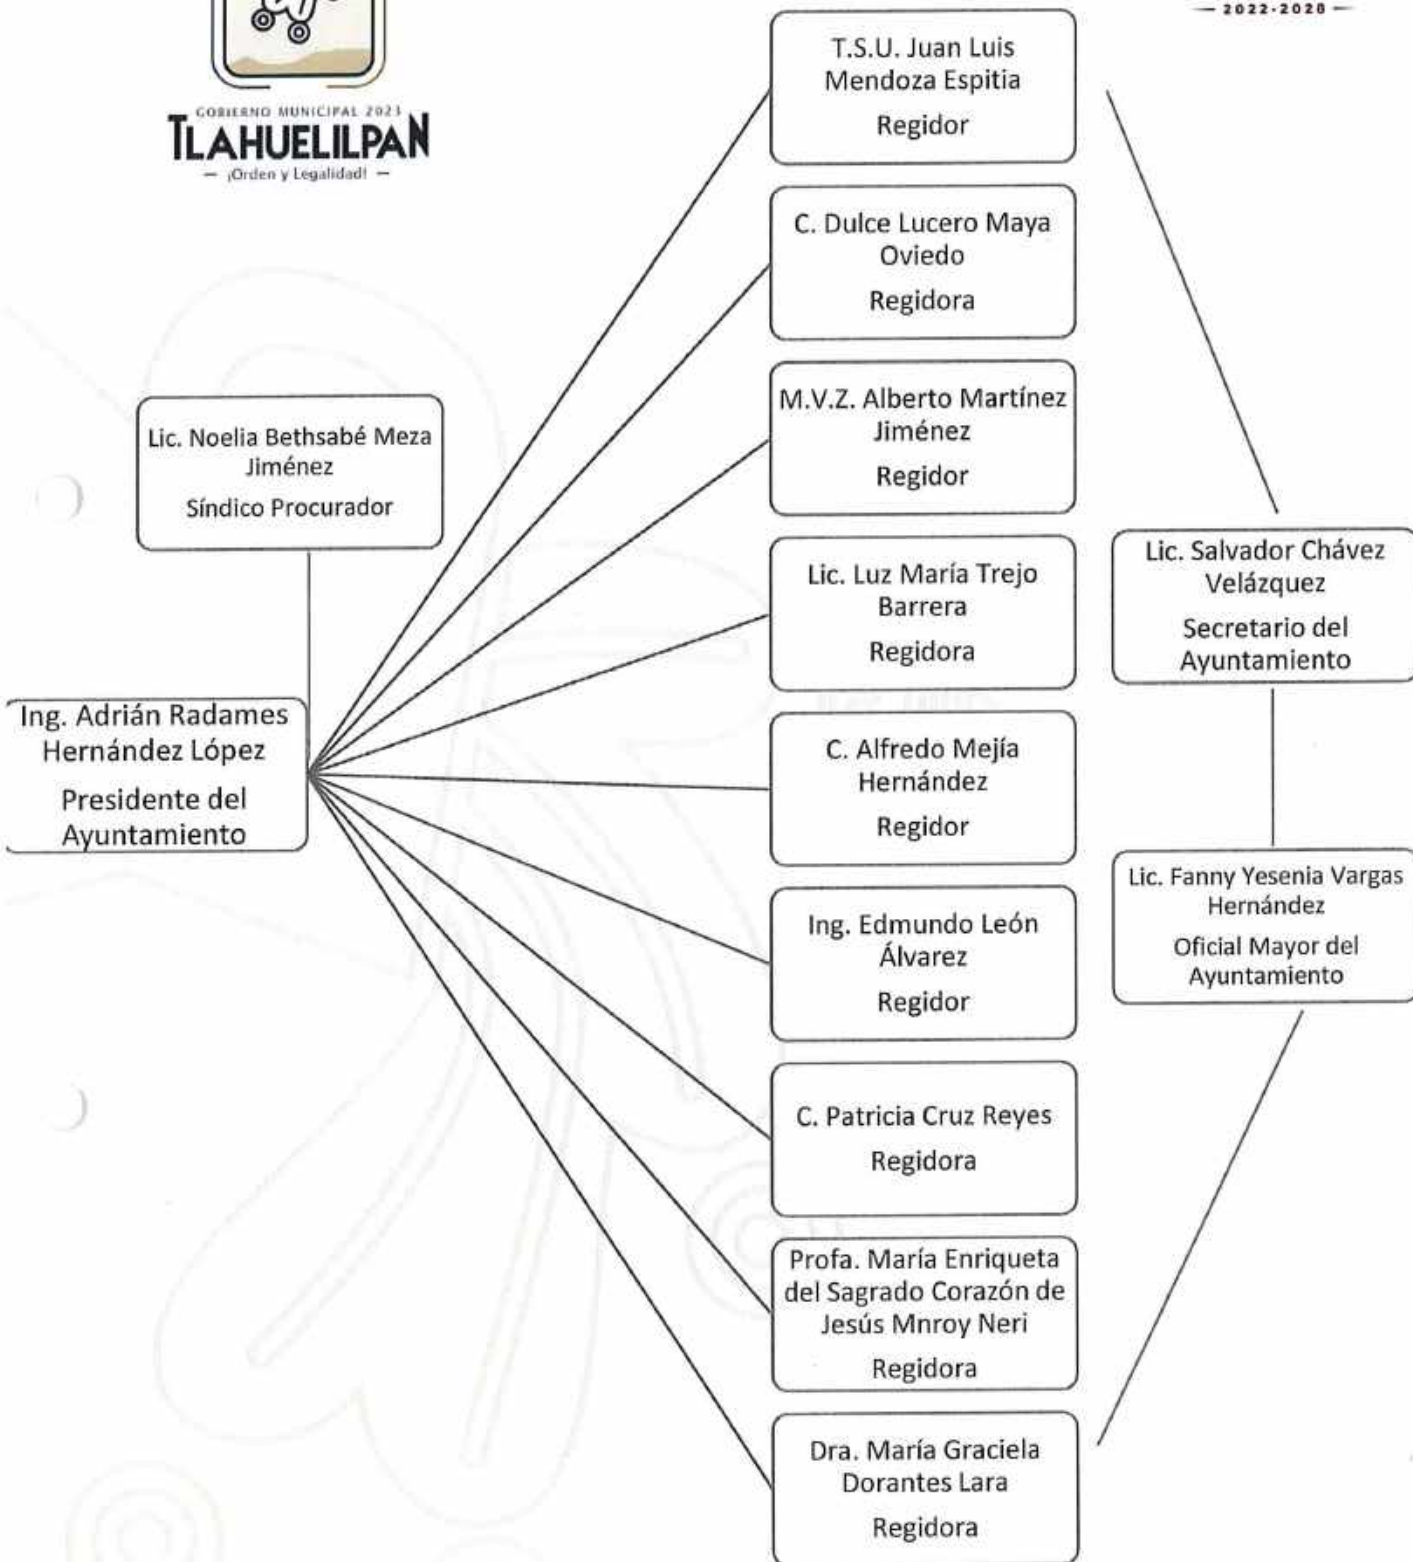 2022-2028
GOBIERNO MUNICIPAL 2023
TLAHUELILPAN
¡Orden y Legalidad!
T.S.U. Juan Luis
Mendoza Espitia
Regidor
C. Dulce Lucero Maya
Oviedo
Regidora
M.V.Z. Alberto Martínez
Jiménez
Regidor
Lic. Noelia Bethsabé Meza
Jiménez
Síndico Procurador
Lic. Luz María Trejo
Barrera
Regidora
Lic. Salvador Chávez
Velázquez
Secretario del
Ayuntamiento
Ing. Adrián Radames
Hernández López
Presidente del
Ayuntamiento
C. Alfredo Mejía
Hernández
Regidor
Lic. Fanny Yesenia Vargas
Hernández
Oficial Mayor del
Ayuntamiento
Ing. Edmundo León
Álvarez
Regidor
C. Patricia Cruz Reyes
Regidora
Profa. María Enriqueta
del Sagrado Corazón de
Jesús Mnroy Neri
Regidora
Dra. María Graciela
Dorantes Lara
Regidora